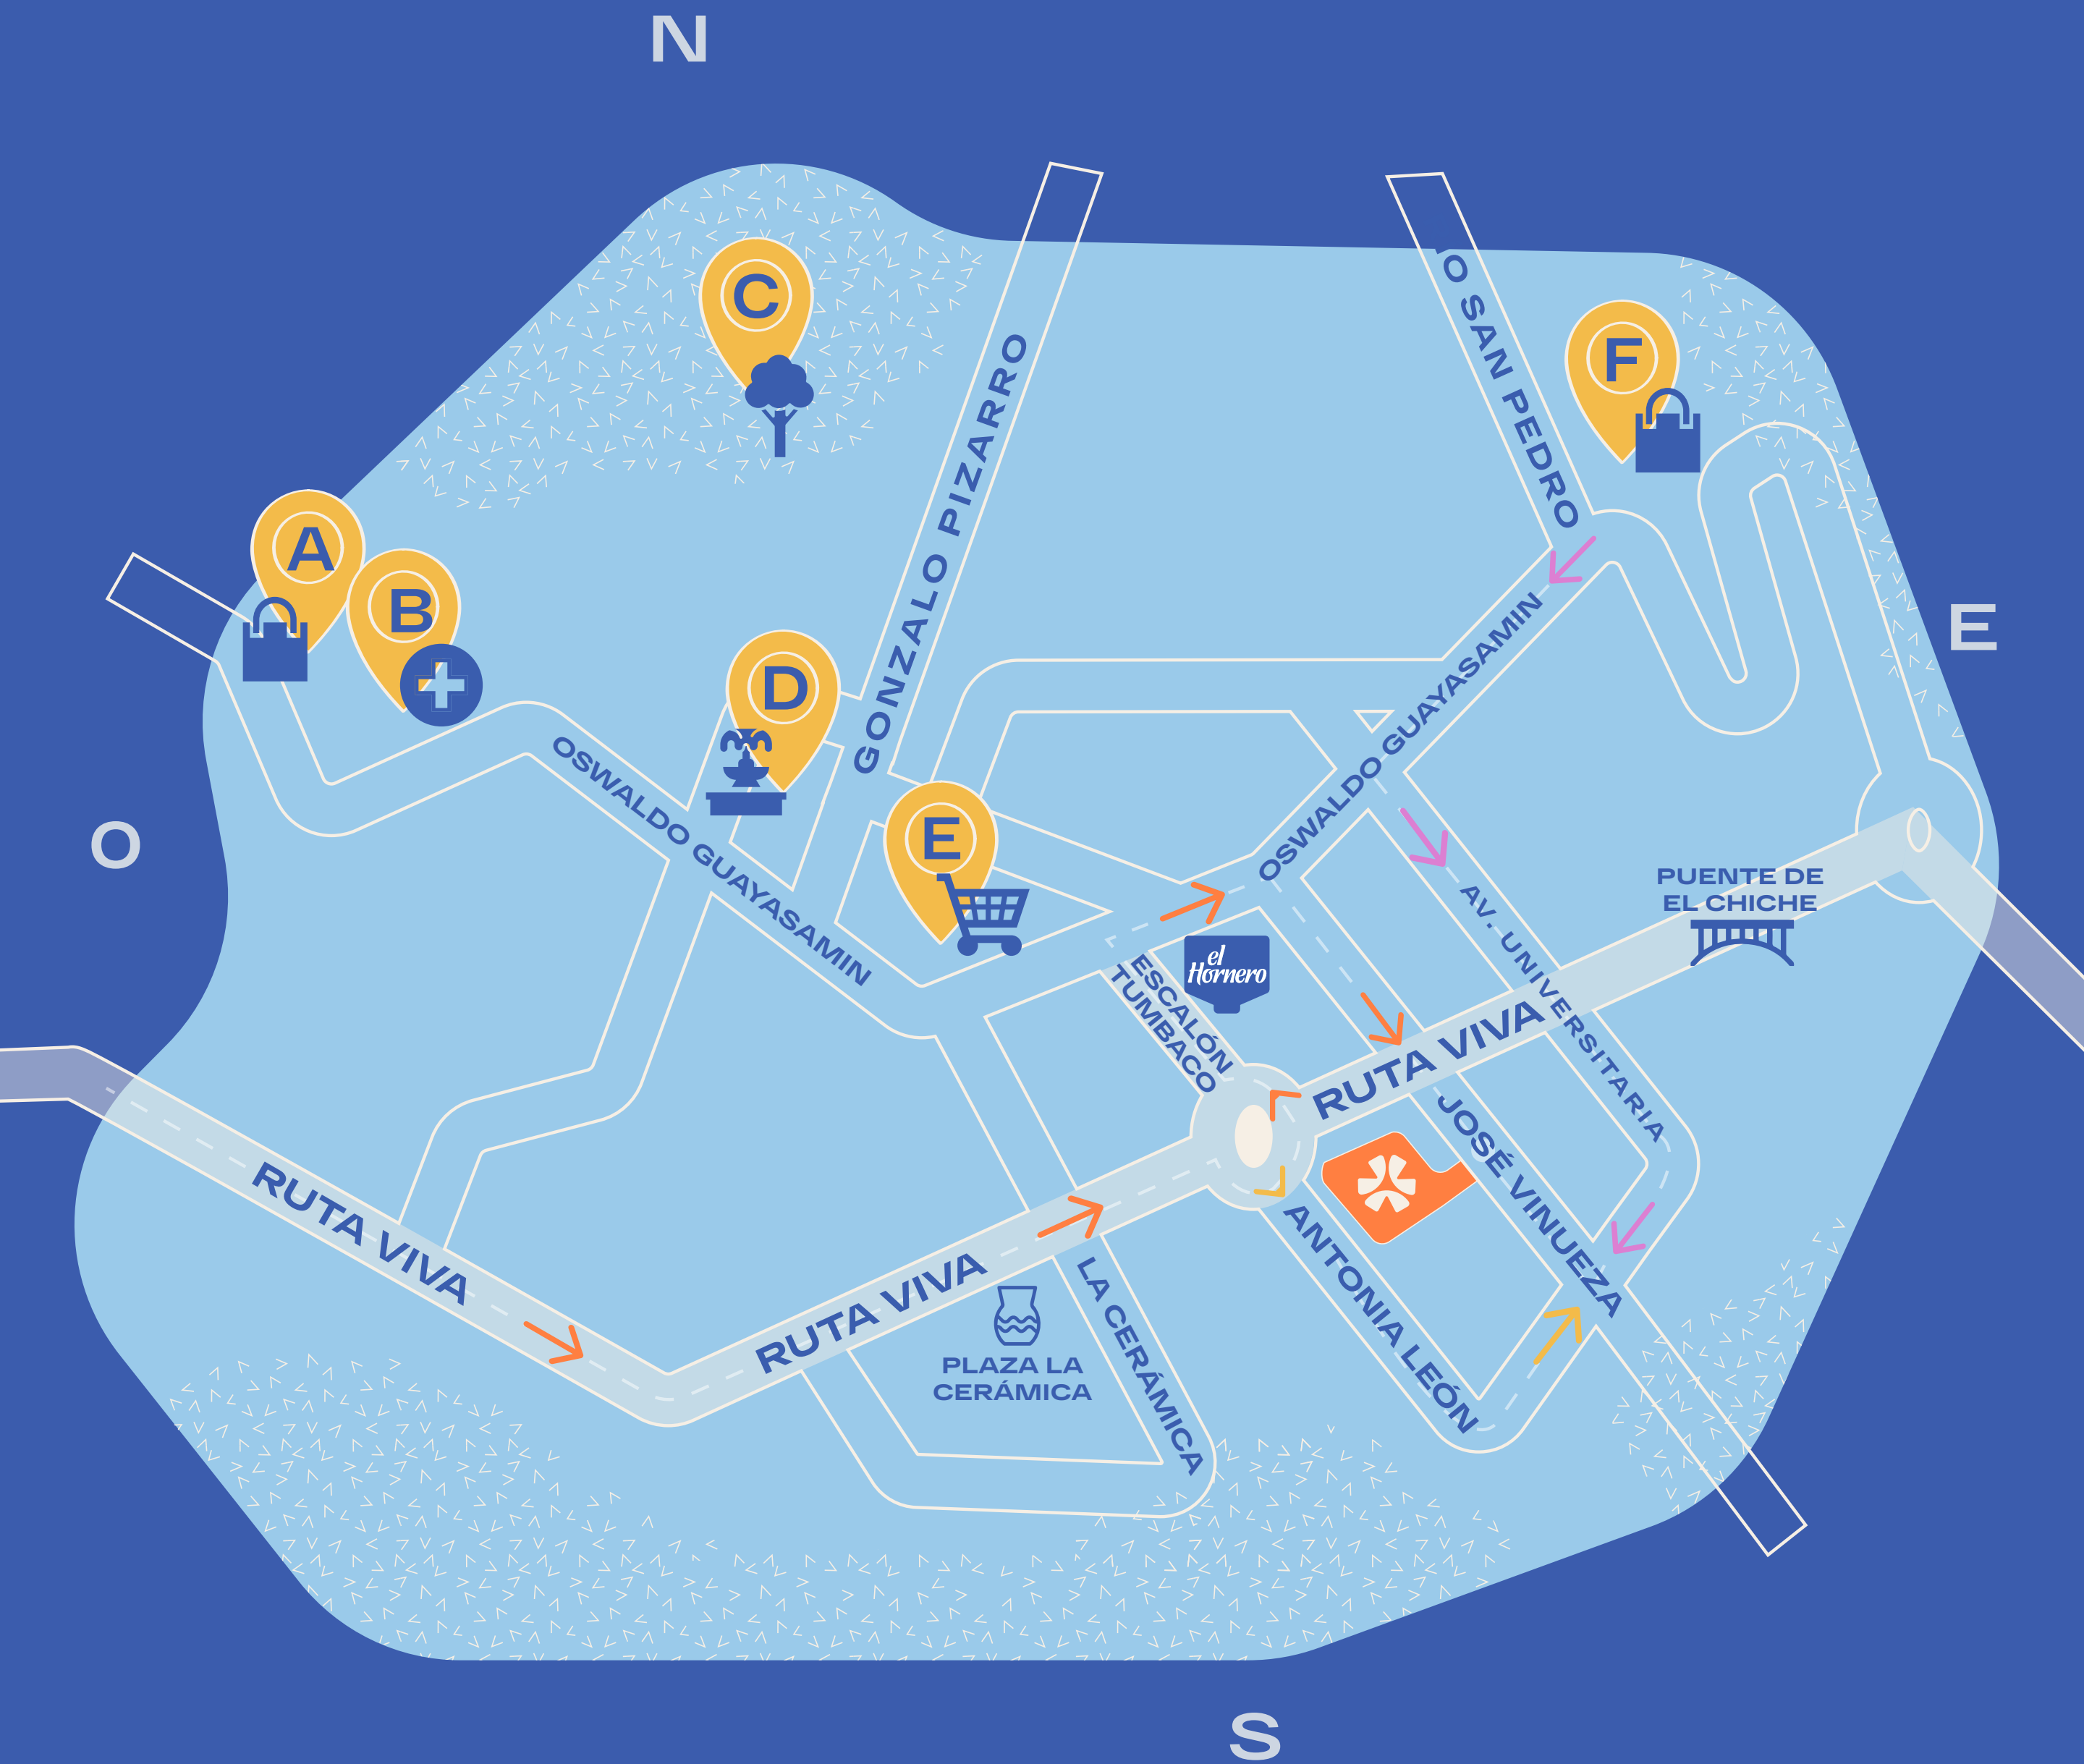 N
C
F
SAN PEDRO
GONZALO PIZARRO
A
B
E
D
OSWALDO GUAYASAMIN
OSWALDO GUAYASAMIN
O
E
PUENTE DE
EL CHICHE
AV. UNIVERSITARIA
el
Hornero
ESCALÓN
TUMBACO
RUTA VIVA
JOSÉ VINUEZA
RUTA VIVA
ANTONIA LEÓN
RUTA VIVA
LA CERÁMICA
PLAZA LA
CERÁMICA
S